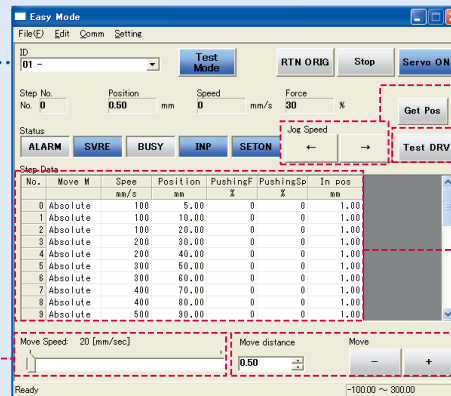 Easy Mode
File(F) Edit Comm Setting
ID
01 -
Test Mode
RTN ORIG
Stop
Servo ON
Step No. Position Speed Force
No. 0 0.50 mm 0 mm/s 30 %
Get Pos
Status
Jog Speed
ALARM SVRE BUSY INP SETON ← → Test DRV
Step Data
No. Move M Spee Position PushingF PushingSp In pos
mm/s mm % % mm
0 Absolute 100 5.00 0 0 1.00
1 Absolute 100 10.00 0 0 1.00
2 Absolute 100 20.00 0 0 1.00
3 Absolute 200 30.00 0 0 1.00
4 Absolute 200 40.00 0 0 1.00
5 Absolute 300 50.00 0 0 1.00
6 Absolute 300 60.00 0 0 1.00
7 Absolute 400 70.00 0 0 1.00
8 Absolute 400 80.00 0 0 1.00
9 Absolute 500 90.00 0 0 1.00
Move Speed: 20 [mm/sec] Move distance Move
0.50 - +
Ready -100.00 ~ 300.00